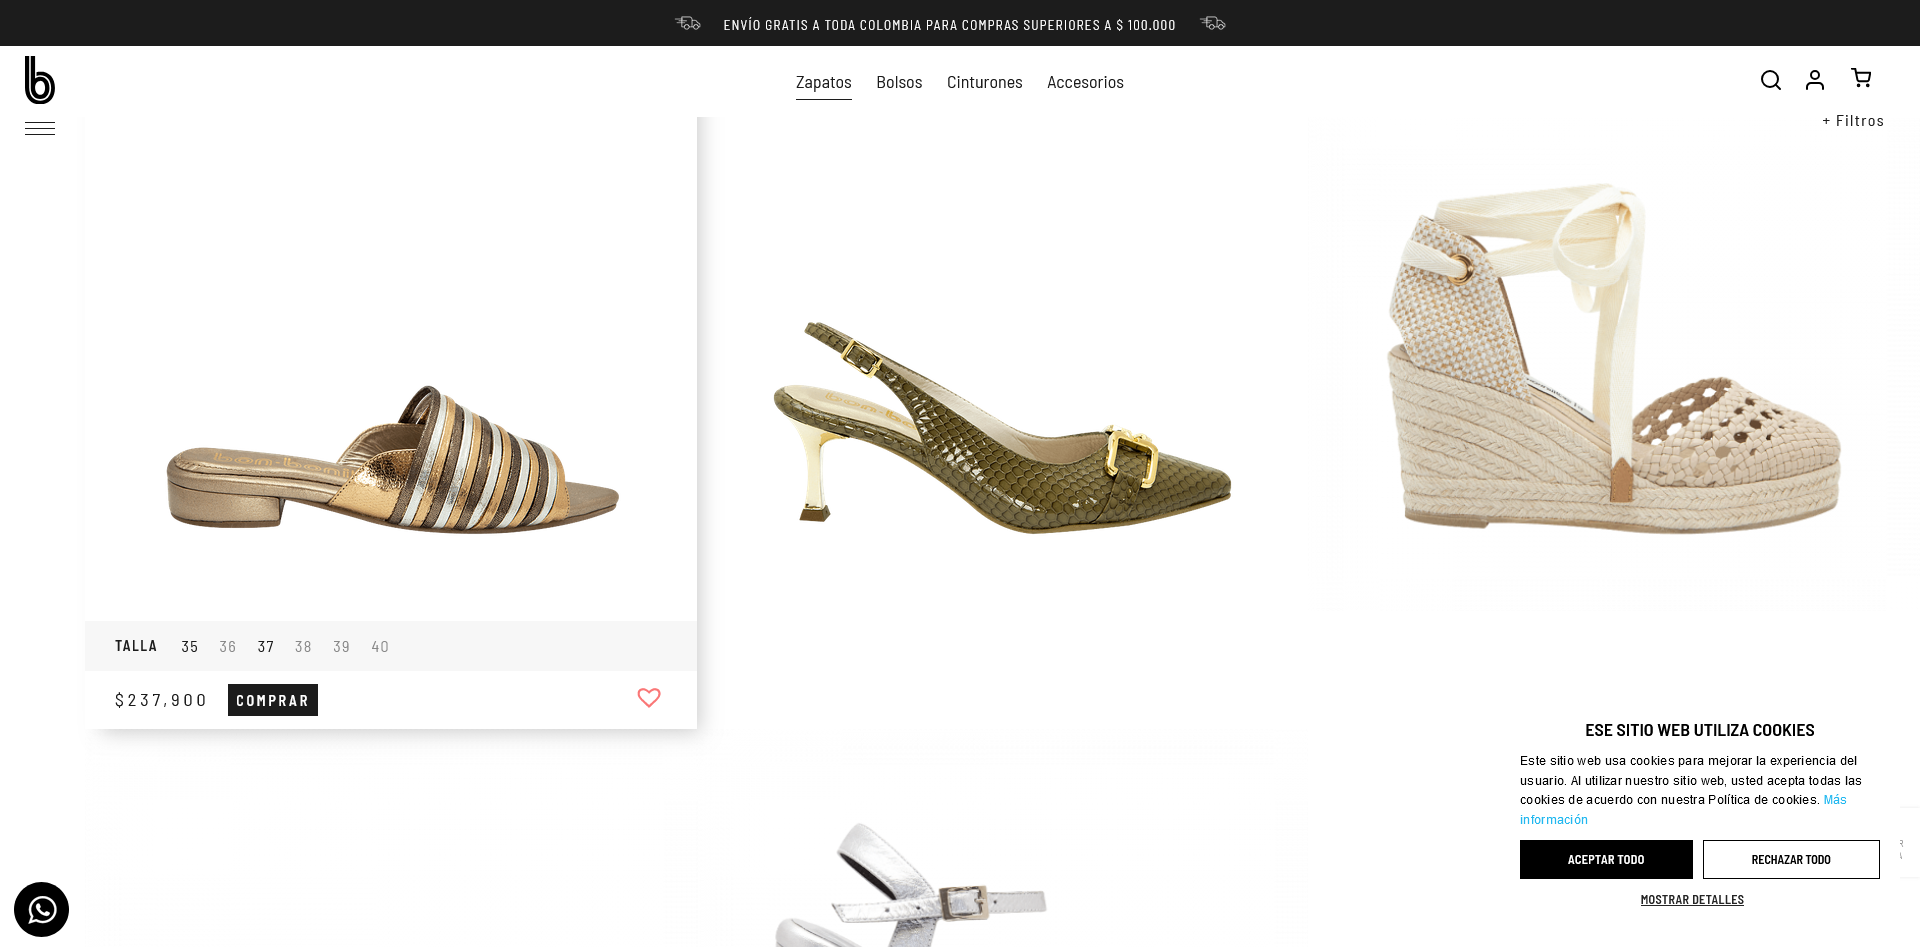 ENVÍO GRATIS A TODA COLOMBIA PARA COMPRAS SUPERIORES A $ 100.000
b
Zapatos Bolsos Cinturones Accesorios
+ Filtros
bon-bonite
TALLA 35 36 37 38 39 40
$237,900 COMPRAR
ESE SITIO WEB UTILIZA COOKIES
Este sitio web usa cookies para mejorar la experiencia del
usuario. Al utilizar nuestro sitio web, usted acepta todas las
cookies de acuerdo con nuestra Política de cookies. Más
información
ACEPTAR TODO RECHAZAR TODO
MOSTRAR DETALLES